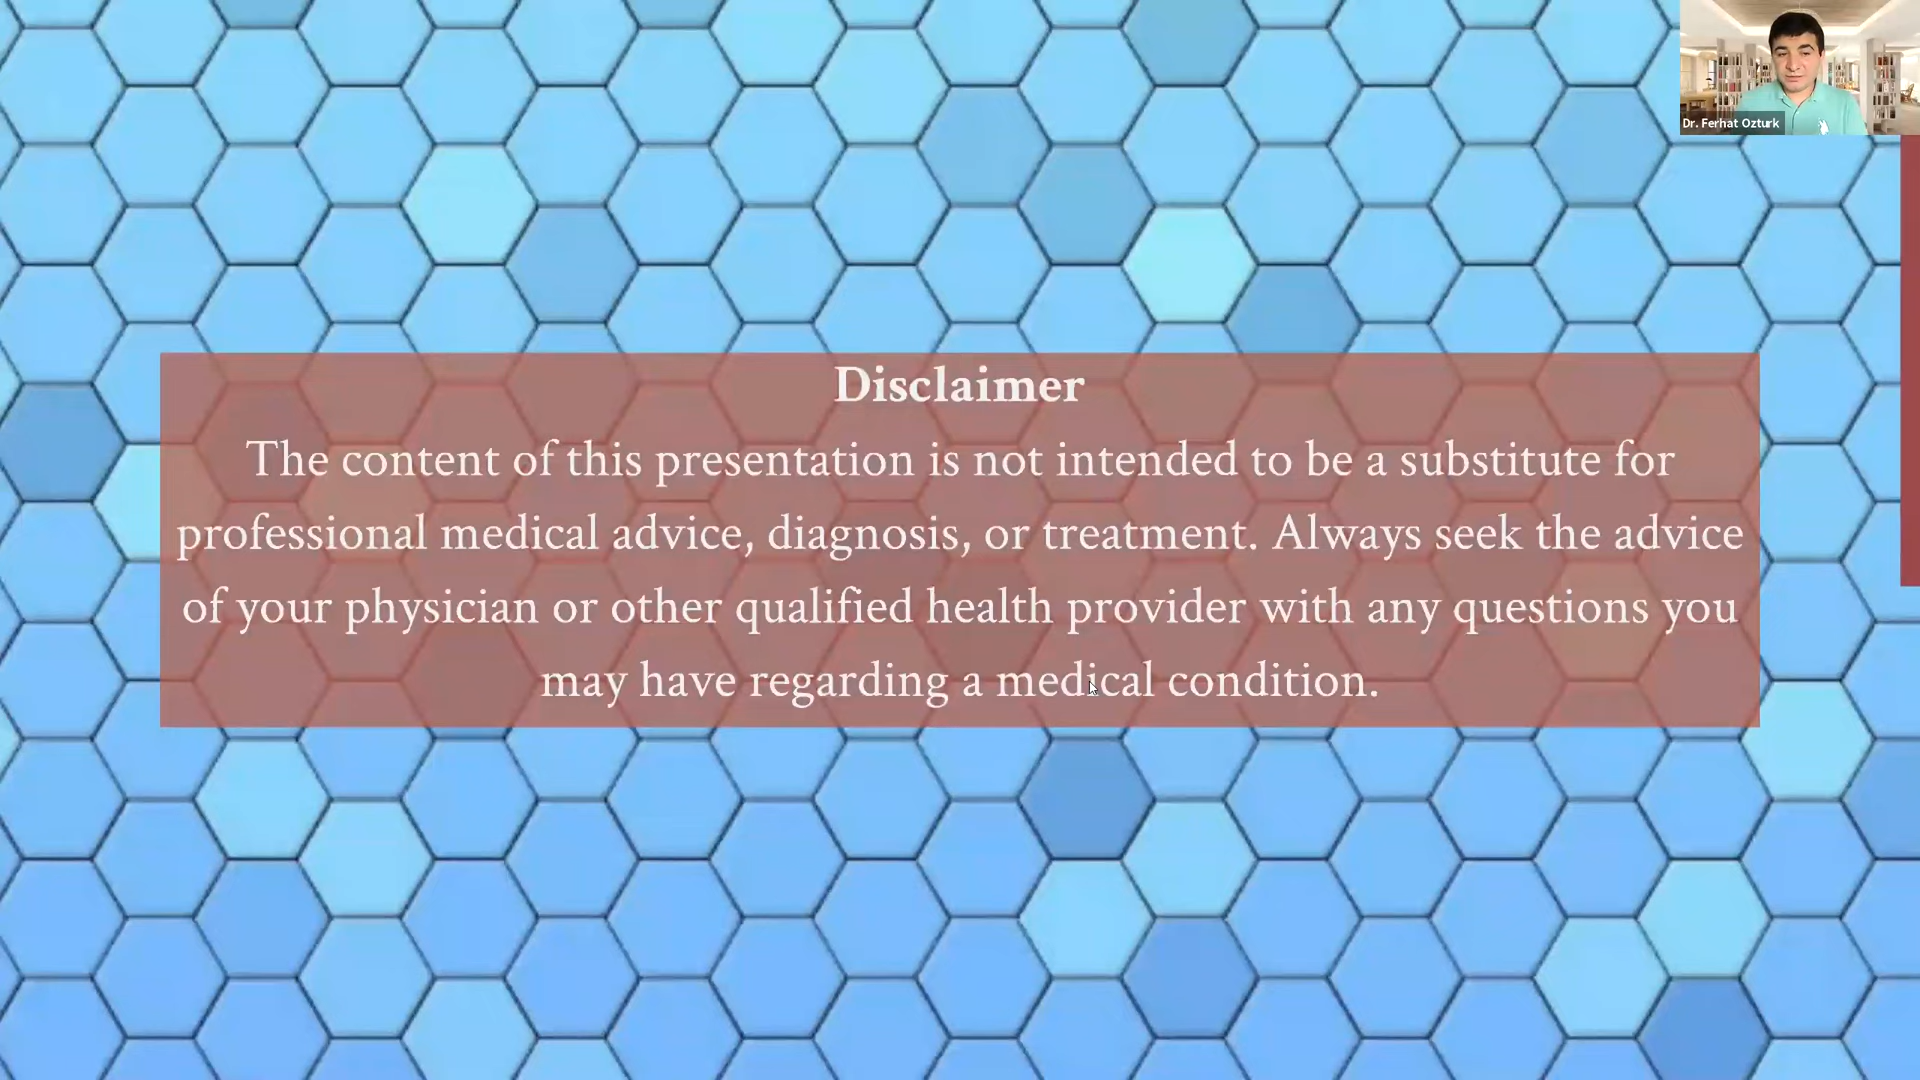 Dr. Ferhat Ozturk
Disclaimer
The content of this presentation is not intended to be a substitute for
professional medical advice, diagnosis, or treatment. Always seek the advice
of your physician or other qualified health provider with any questions you
may have regarding a medical condition.